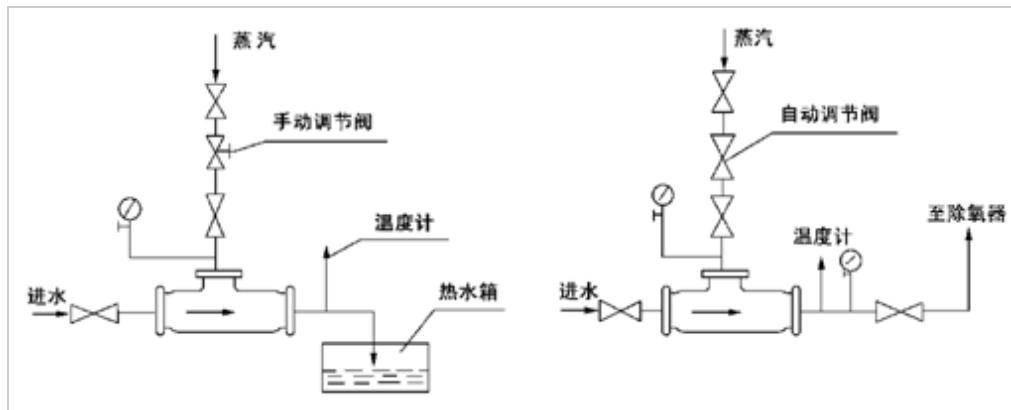 蒸汽
手动调节阀
温度计
进水
热水箱
蒸汽
自动调节阀
至除氧器
温度计
进水